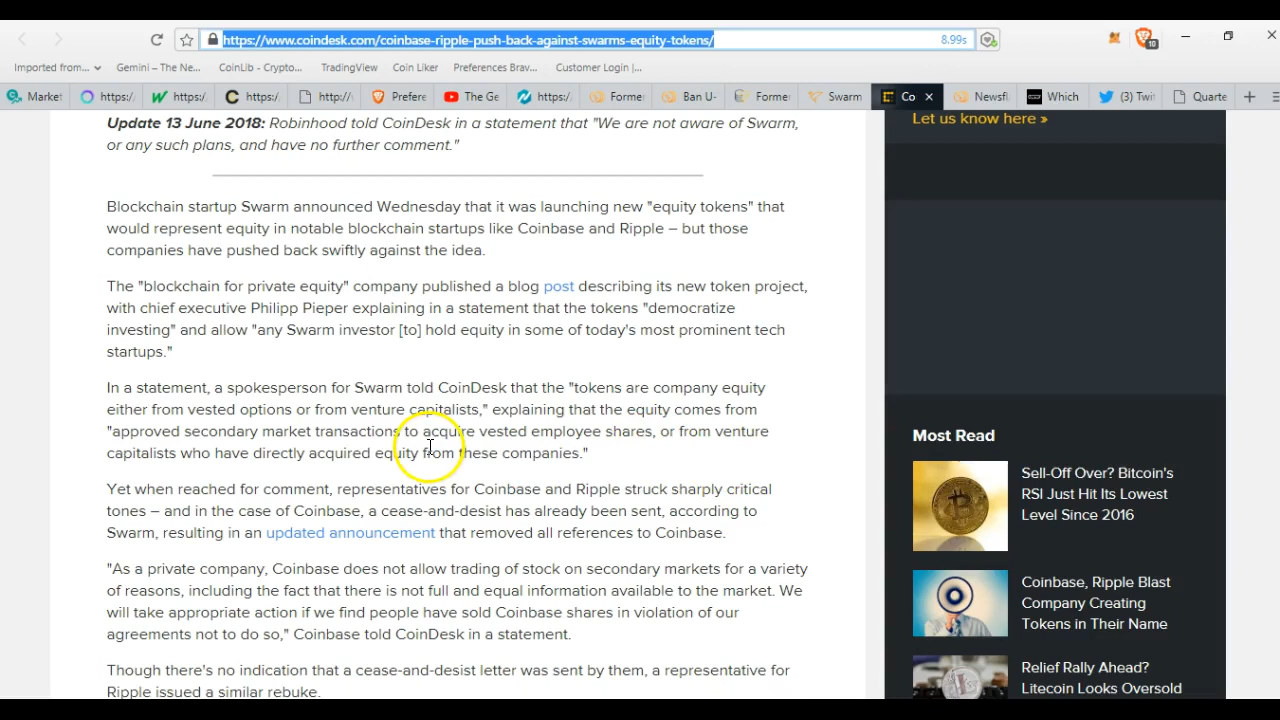 https://www.coindesk.com/coinbase-ripple-push-back-against-swarms-equity-tokens/
8.99s
10
Imported from...
Gemini – The Ne...
CoinLib - Crypto...
TradingView
Coin Liker
Preferences Brav...
Customer Login |...
Market
https:/
https:/
https:/
http://
Prefere
The Ge
https:/
Forme
Ban U-
Forme
Swarm
Co
Newsfl
Which
(3) Twi
Quarte
Update 13 June 2018: Robinhood told CoinDesk in a statement that "We are not aware of Swarm,
or any such plans, and have no further comment."
Blockchain startup Swarm announced Wednesday that it was launching new "equity tokens" that
would represent equity in notable blockchain startups like Coinbase and Ripple – but those
companies have pushed back swiftly against the idea.
The "blockchain for private equity" company published a blog post describing its new token project,
with chief executive Philipp Pieper explaining in a statement that the tokens "democratize
investing" and allow "any Swarm investor [to] hold equity in some of today's most prominent tech
startups."
In a statement, a spokesperson for Swarm told CoinDesk that the "tokens are company equity
either from vested options or from venture capitalists," explaining that the equity comes from
"approved secondary market transactions to acquire vested employee shares, or from venture
capitalists who have directly acquired equity from these companies."
Yet when reached for comment, representatives for Coinbase and Ripple struck sharply critical
tones – and in the case of Coinbase, a cease-and-desist has already been sent, according to
Swarm, resulting in an updated announcement that removed all references to Coinbase.
"As a private company, Coinbase does not allow trading of stock on secondary markets for a variety
of reasons, including the fact that there is not full and equal information available to the market. We
will take appropriate action if we find people have sold Coinbase shares in violation of our
agreements not to do so," Coinbase told CoinDesk in a statement.
Though there's no indication that a cease-and-desist letter was sent by them, a representative for
Ripple issued a similar rebuke.
Let us know here »
Most Read
Sell-Off Over? Bitcoin's
RSI Just Hit Its Lowest
Level Since 2016
Coinbase, Ripple Blast
Company Creating
Tokens in Their Name
Relief Rally Ahead?
Litecoin Looks Oversold